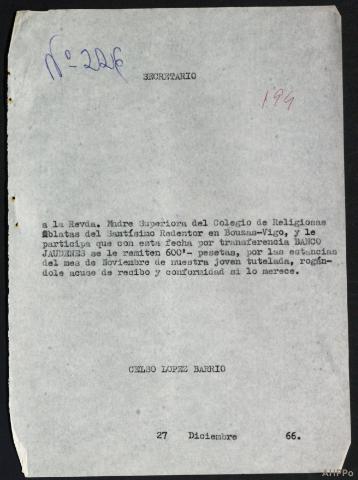 Nº 226
SECRETARIO
194
a la Revda. Madre Superiora del Colegio de Religiosas
Oblatas del Santísimo Redentor en Bouzas-Vigo, y le
participa que con esta fecha por transferencia BANCO
JAUDENES se le remiten 600'- pesetas, por las estancias
del mes de Noviembre de nuestra joven tutelada, rogán-
dole acuse de recibo y conformidad si lo merece.
CELSO LOPEZ BARRIO
27 Diciembre 66.
AHPPo